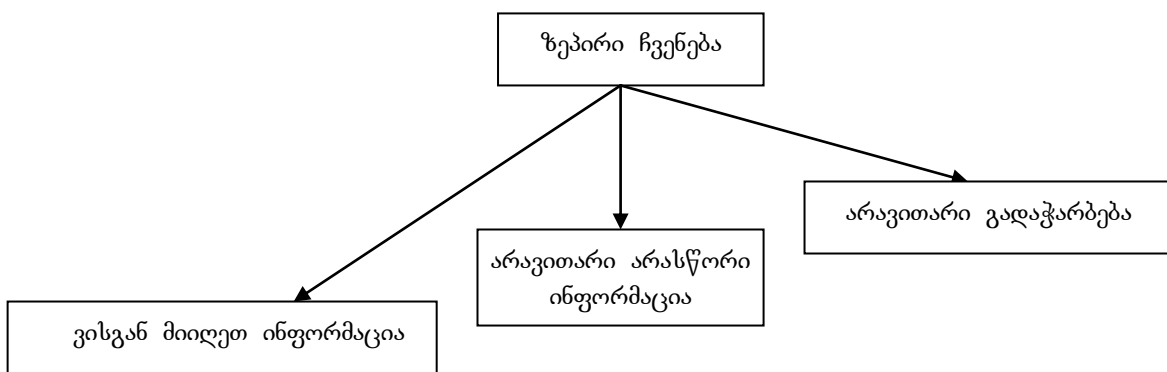 ზეპირი ჩვენება
არავითარი გადაჭარბება
არავითარი არასწორი
ინფორმაცია
ვისგან მიიღეთ ინფორმაცია